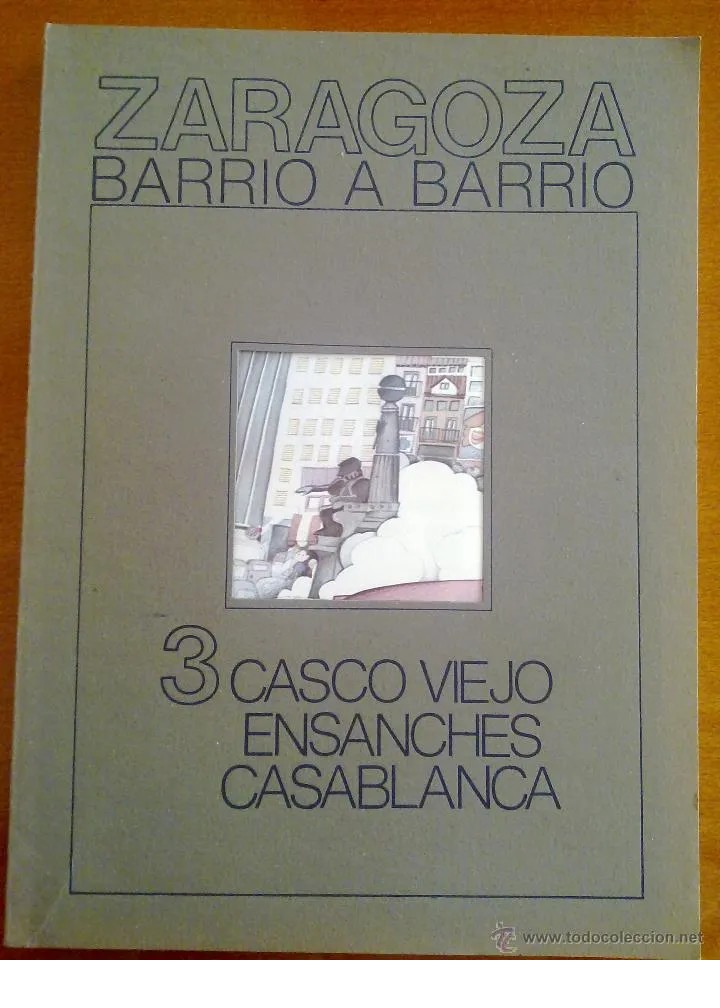 ZARAGOZA
BARRIO A BARRIO
3 CASCO VIEJO
ENSANCHES
CASABLANCA
www.todocoleccion.net